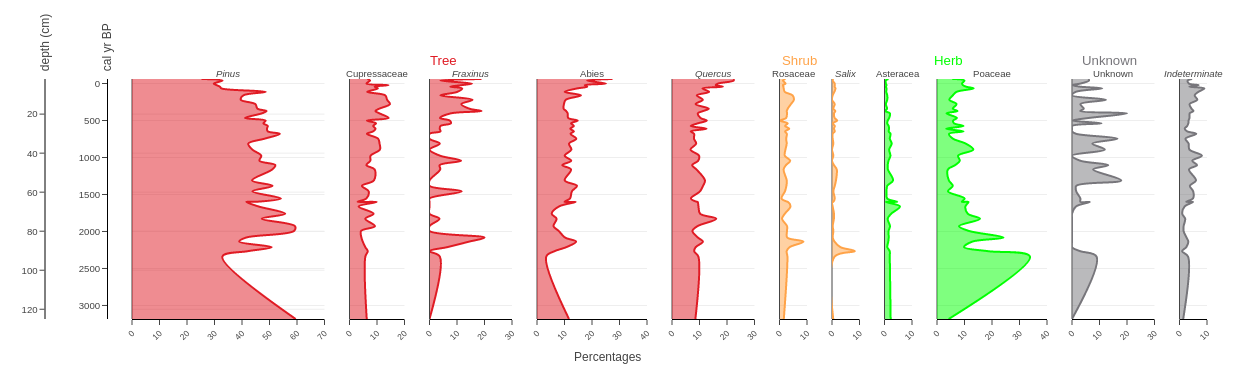 depth (cm)
cal yr BP
Tree
Shrub
Herb
Unknown
Pinus
Cupressaceae
Fraxinus
Abies
Quercus
Rosaceae
Salix
Asteracea
Poaceae
Unknown
Indeterminate
20
40
60
80
100
120
0
500
1000
1500
2000
2500
3000
0 10 20 30 40 50 60 70
0 10 20
0 10 20 30
0 10 20 30 40
0 10 20 30 40
0 10
0 10
0 10
0 10 20 30 40
0 10 20 30
0 10
Percentages